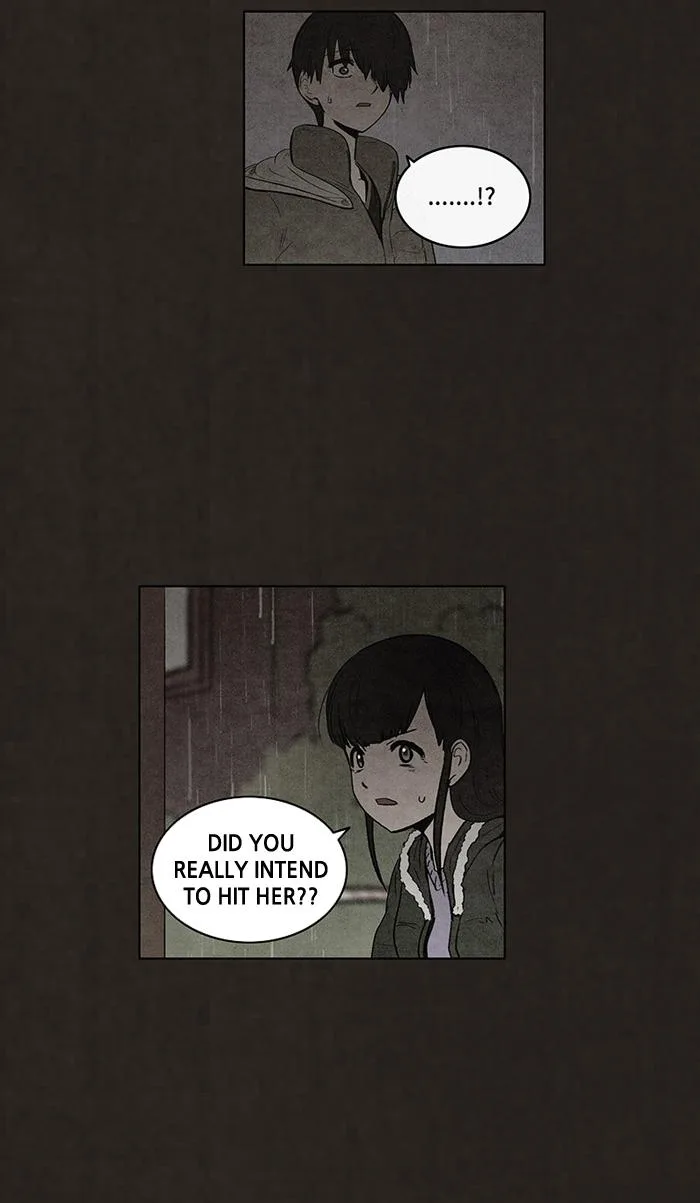 .......!?
DID YOU
REALLY INTEND
TO HIT HER??